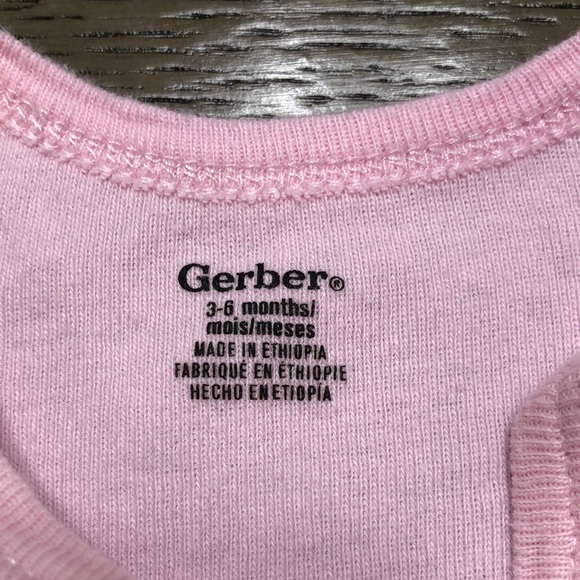 Gerber®
3-6 months/
mois/meses
MADE IN ETHIOPIA
FABRIQUÉ EN ÉTHIOPIE
HECHO EN ETIOPÍA